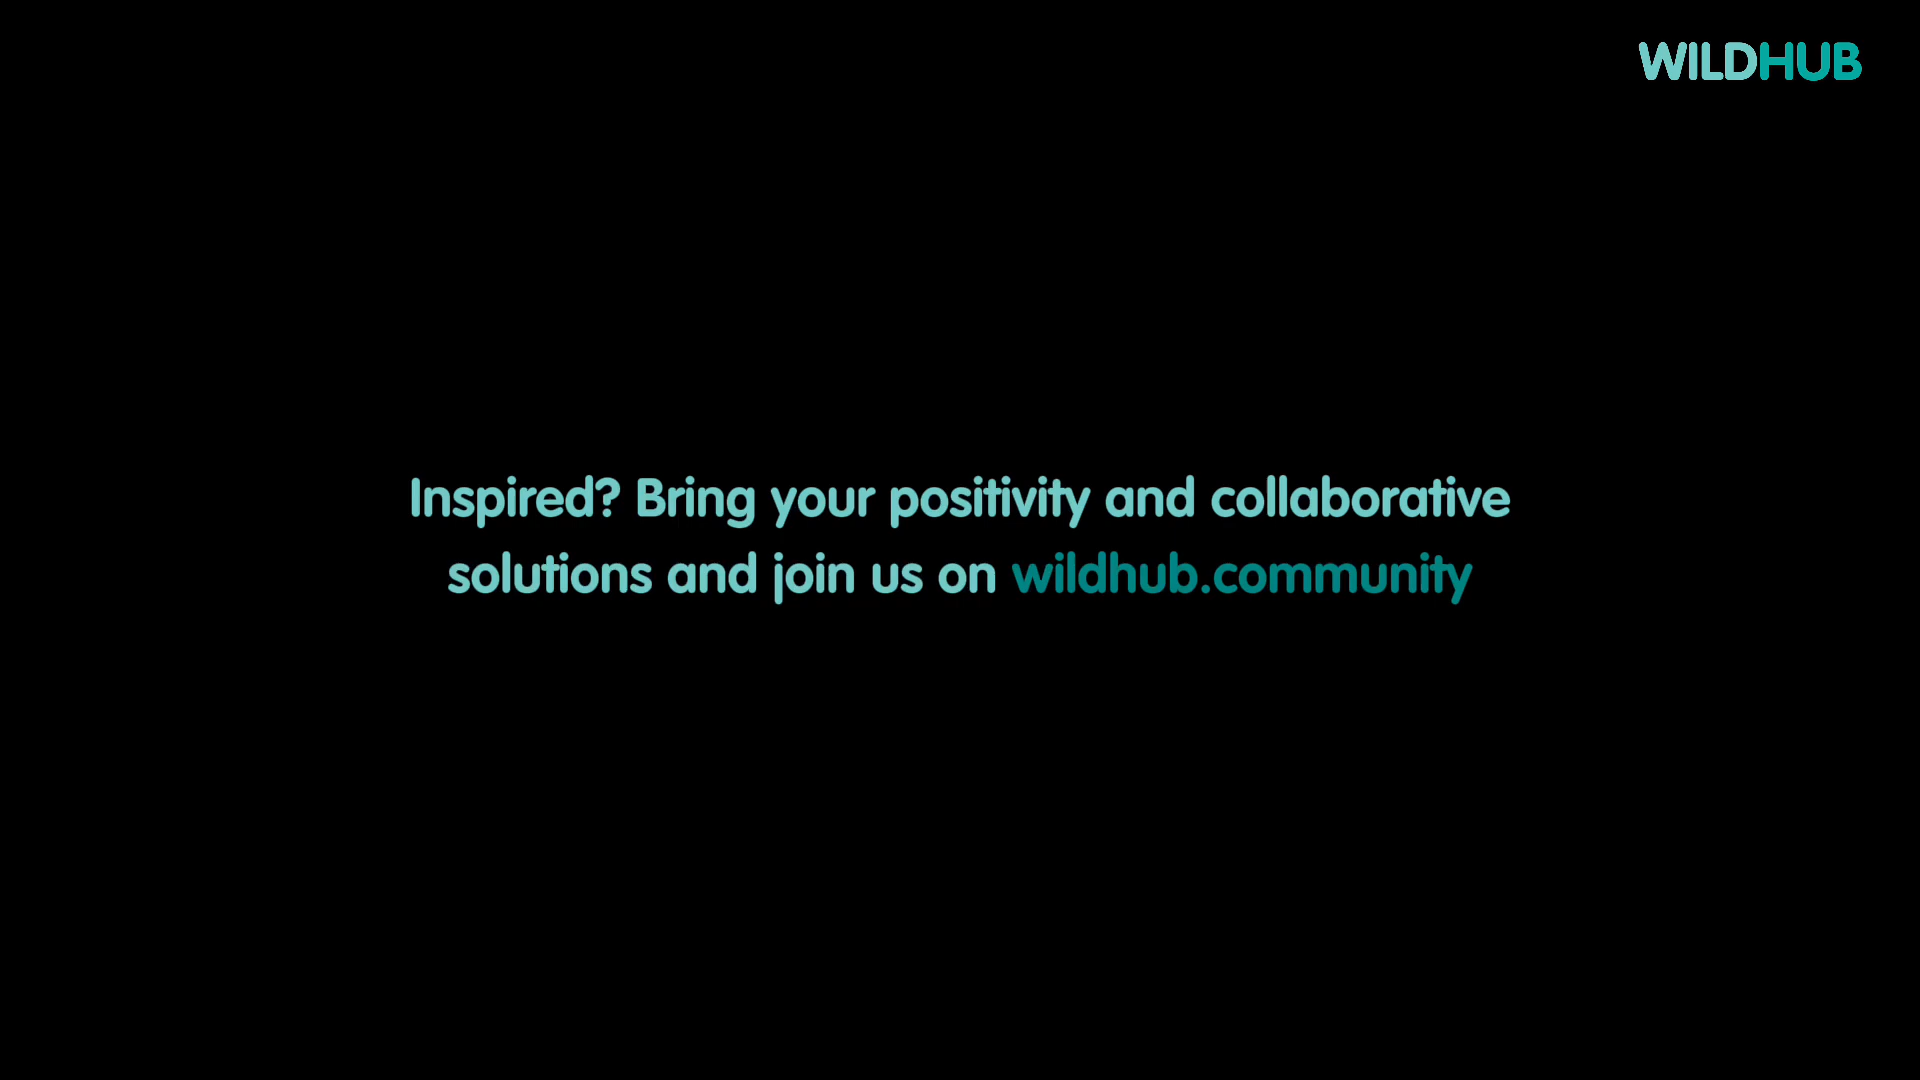 WILDHUB
Inspired? Bring your positivity and collaborative
solutions and join us on wildhub.community